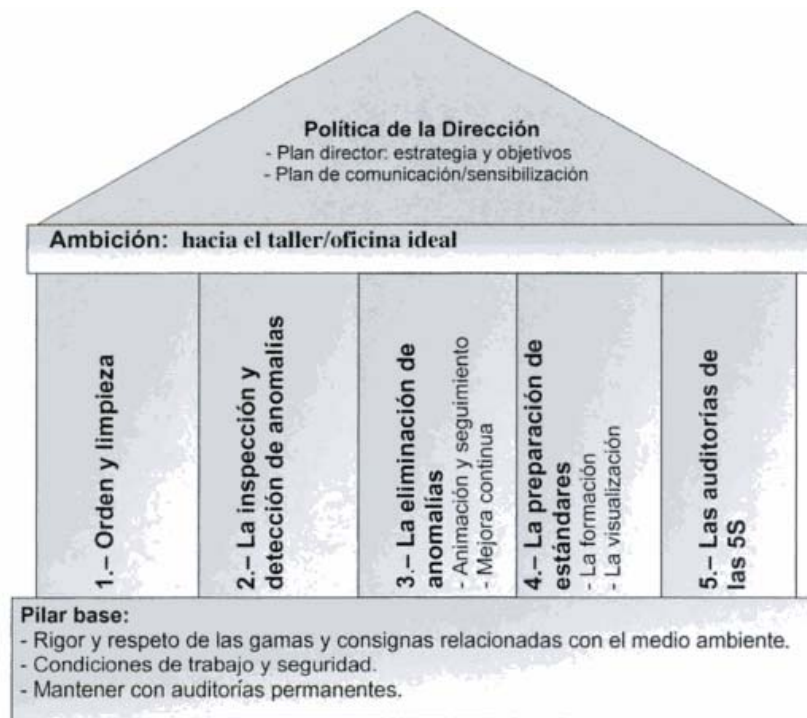 Política de la Dirección
- Plan director: estrategia y objetivos
- Plan de comunicación/sensibilización
Ambición: hacia el taller/oficina ideal
1.– Orden y limpieza
2.– La inspección y
detección de anomalías
3.– La eliminación de
anomalías
- Animación y seguimiento
- Mejora continua
4.– La preparación de
estándares
- La formación
- La visualización
5.– Las auditorías de
las 5S
Pilar base:
- Rigor y respeto de las gamas y consignas relacionadas con el medio ambiente.
- Condiciones de trabajo y seguridad.
- Mantener con auditorías permanentes.